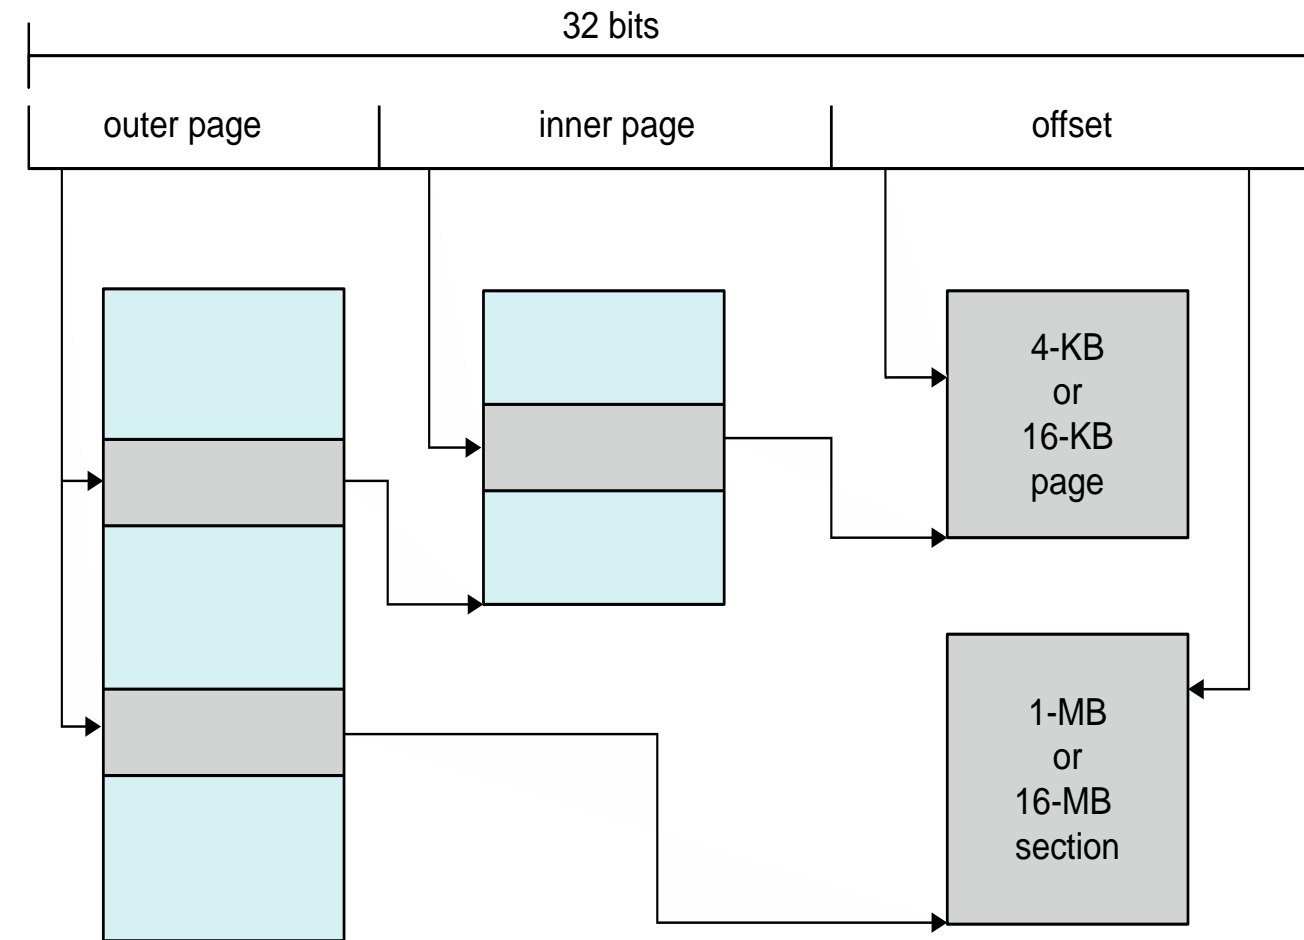 32 bits
outer page
inner page
offset
4-KB
or
16-KB
page
1-MB
or
16-MB
section